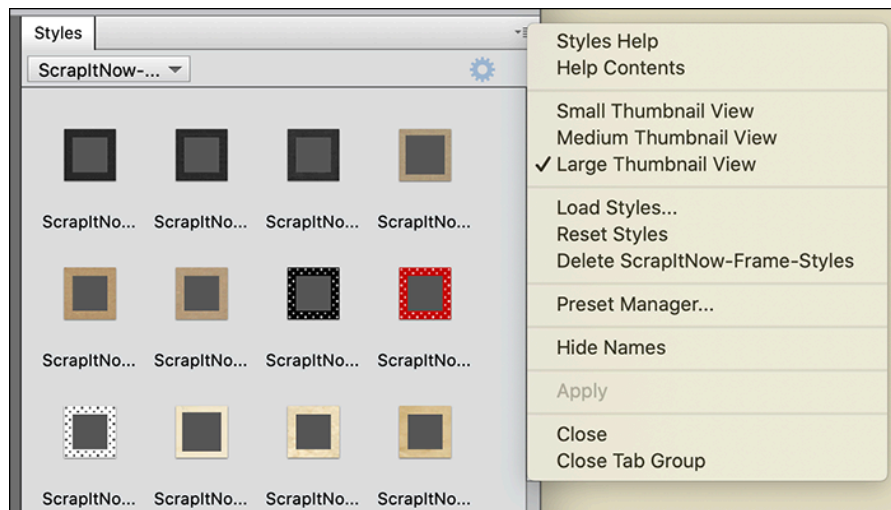 Styles
ScrapItNow-...
ScrapItNo... ScrapItNo... ScrapItNo... ScrapItNo...
ScrapItNo... ScrapItNo... ScrapItNo... ScrapItNo...
ScrapItNo... ScrapItNo... ScrapItNo... ScrapItNo...
Styles Help
Help Contents
Small Thumbnail View
Medium Thumbnail View
Large Thumbnail View
Load Styles...
Reset Styles
Delete ScrapItNow-Frame-Styles
Preset Manager...
Hide Names
Apply
Close
Close Tab Group